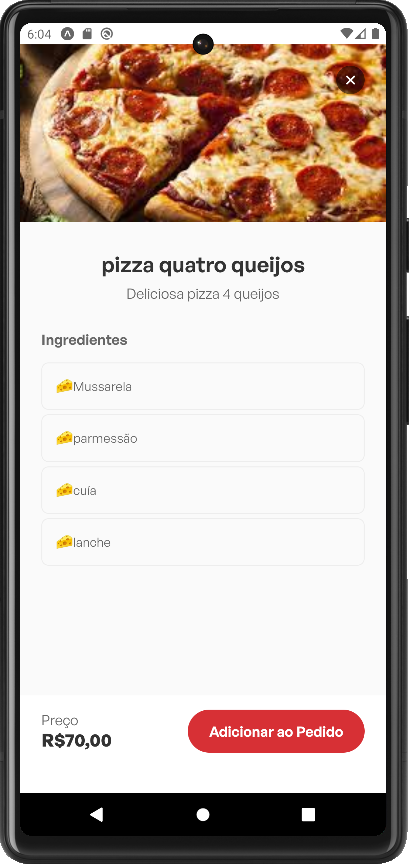 6:04
pizza quatro queijos
Deliciosa pizza 4 queijos
Ingredientes
Mussarela
parmessão
cuía
lanche
Preço
R$70,00
Adicionar ao Pedido